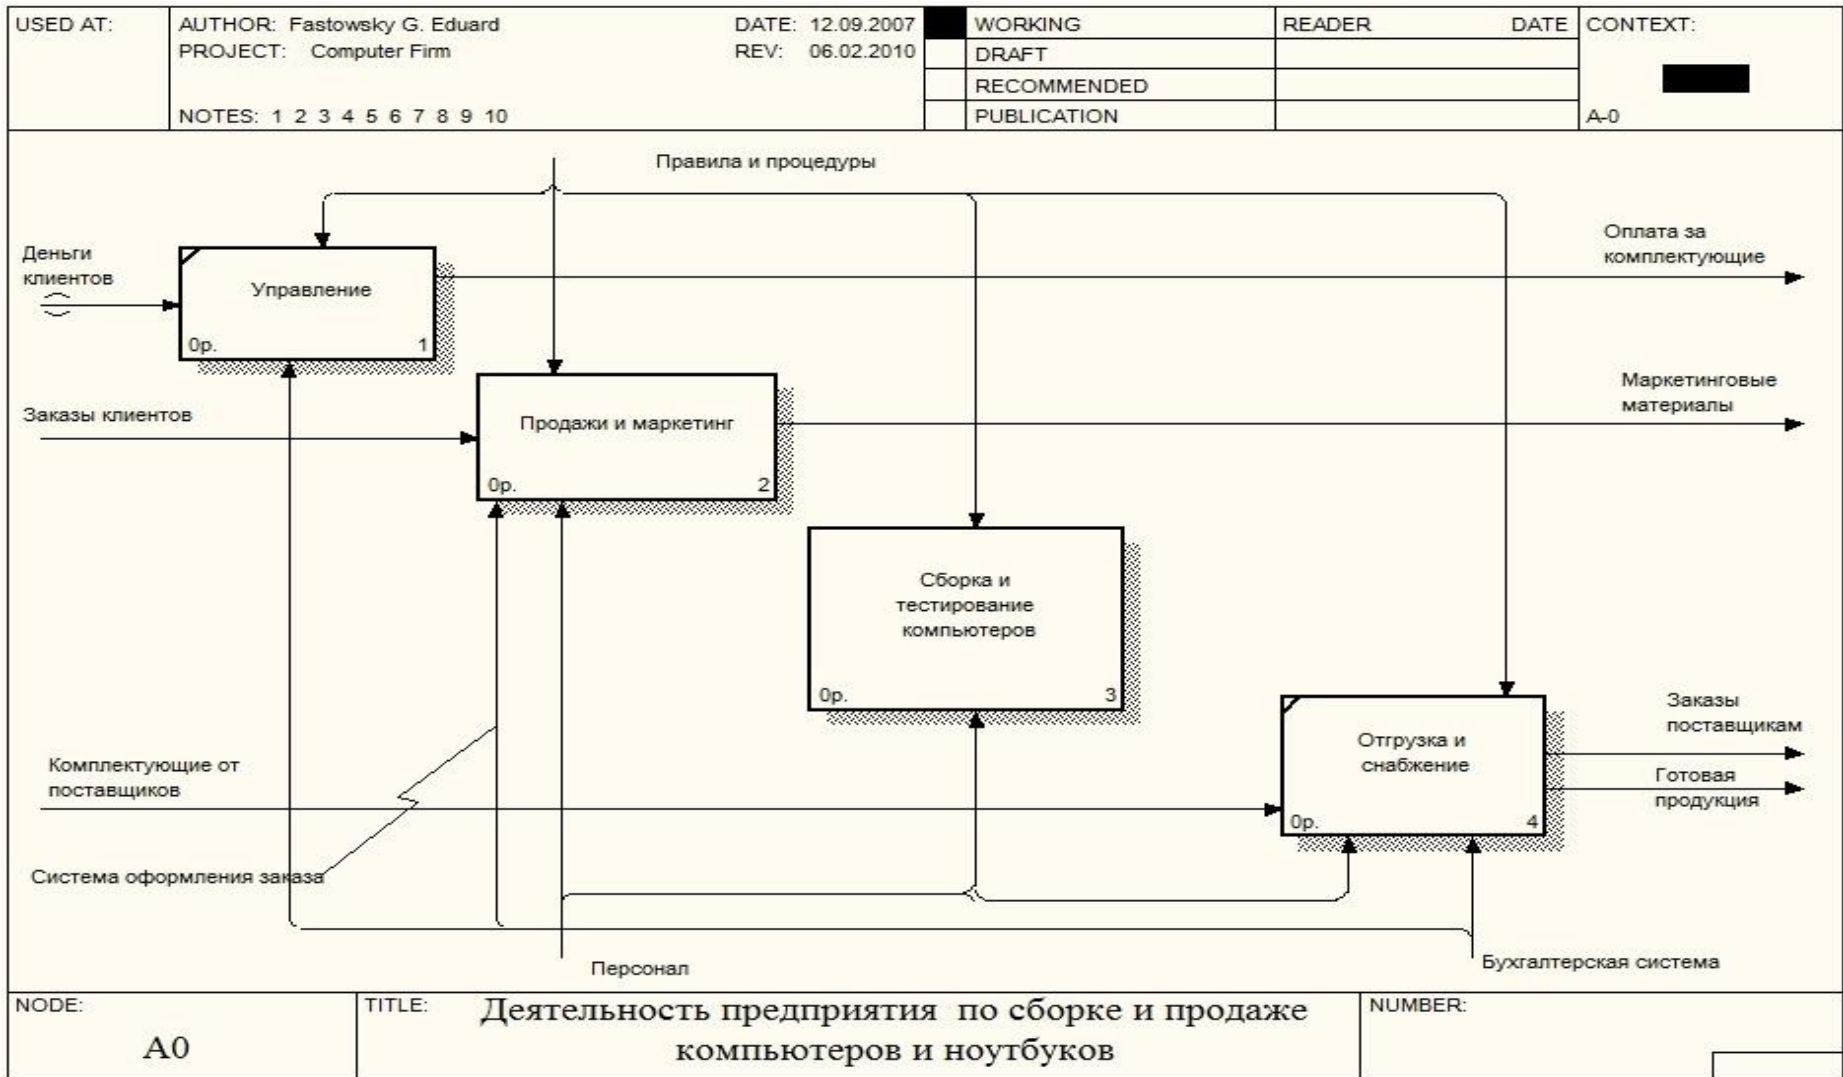 USED AT:
AUTHOR: Fastowsky G. Eduard
DATE: 12.09.2007
PROJECT: Computer Firm
REV: 06.02.2010
NOTES: 1 2 3 4 5 6 7 8 9 10
WORKING
DRAFT
RECOMMENDED
PUBLICATION
READER
DATE
CONTEXT:
A-0
Правила и процедуры
Деньги
клиентов
Управление
0р.
1
Оплата за
комплектующие
Заказы клиентов
Продажи и маркетинг
0р.
2
Маркетинговые
материалы
Сборка и
тестирование
компьютеров
0р.
3
Комплектующие от
поставщиков
Отгрузка и
снабжение
0р.
4
Заказы
поставщикам
Готовая
продукция
Система оформления заказа
Персонал
Бухгалтерская система
NODE:
A0
TITLE:
Деятельность предприятия по сборке и продаже
компьютеров и ноутбуков
NUMBER: